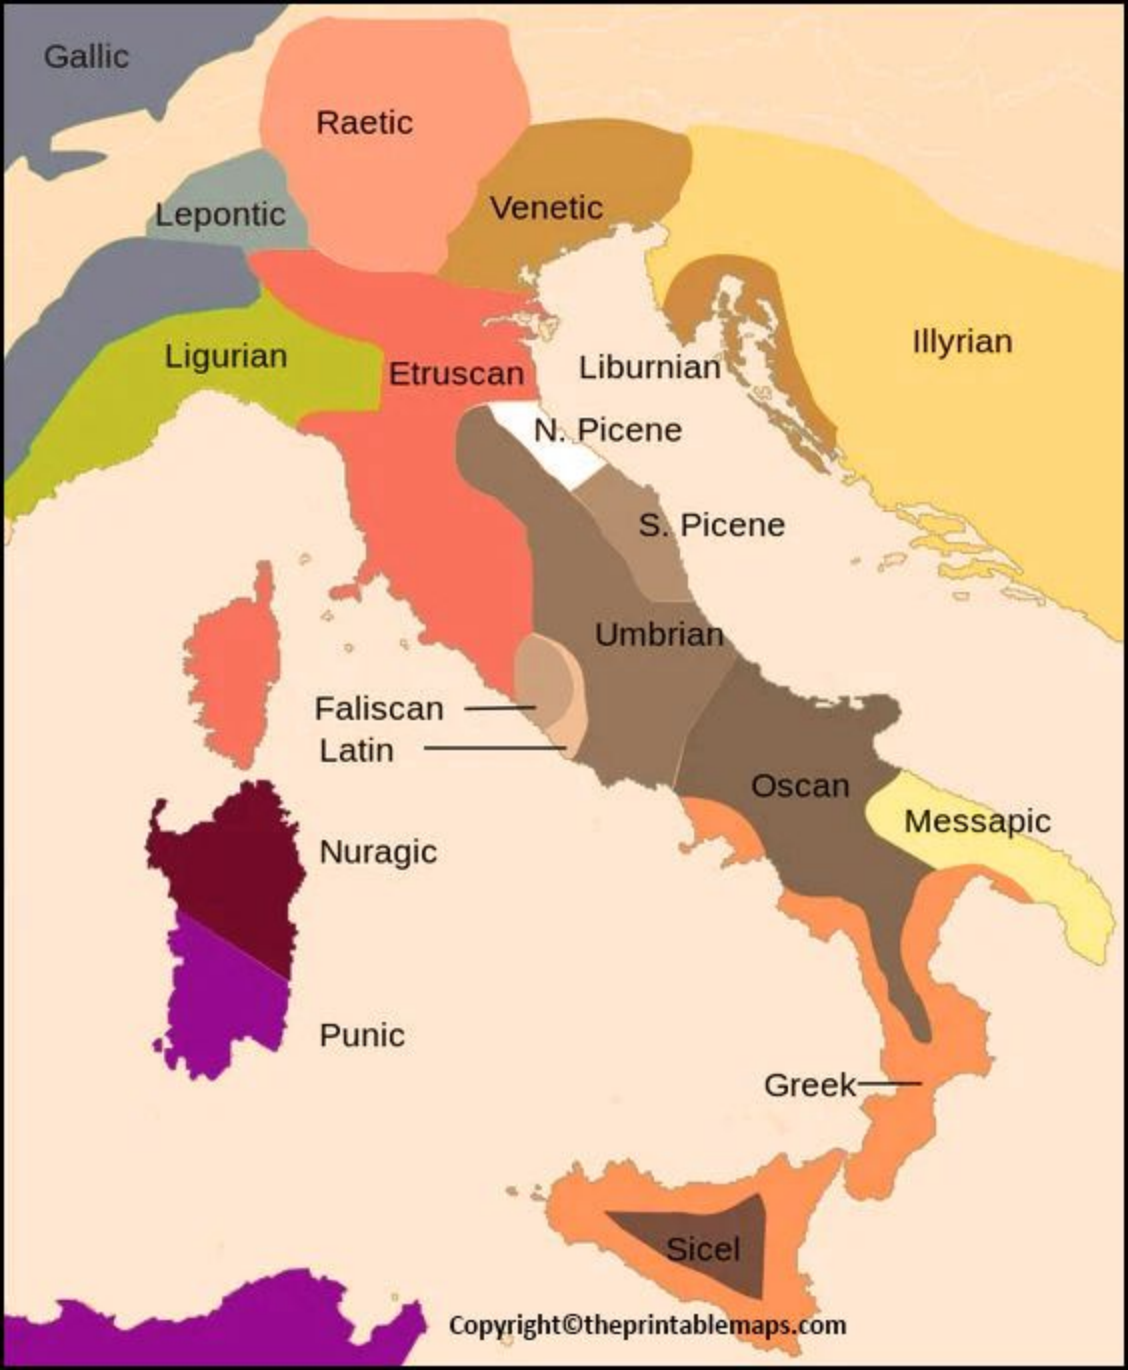 Gallic
Raetic
Lepontic
Venetic
Ligurian
Etruscan
Liburnian
Illyrian
N. Picene
S. Picene
Umbrian
Faliscan
Latin
Oscan
Messapic
Nuragic
Punic
Greek
Sicel
Copyright©theprintablemaps.com